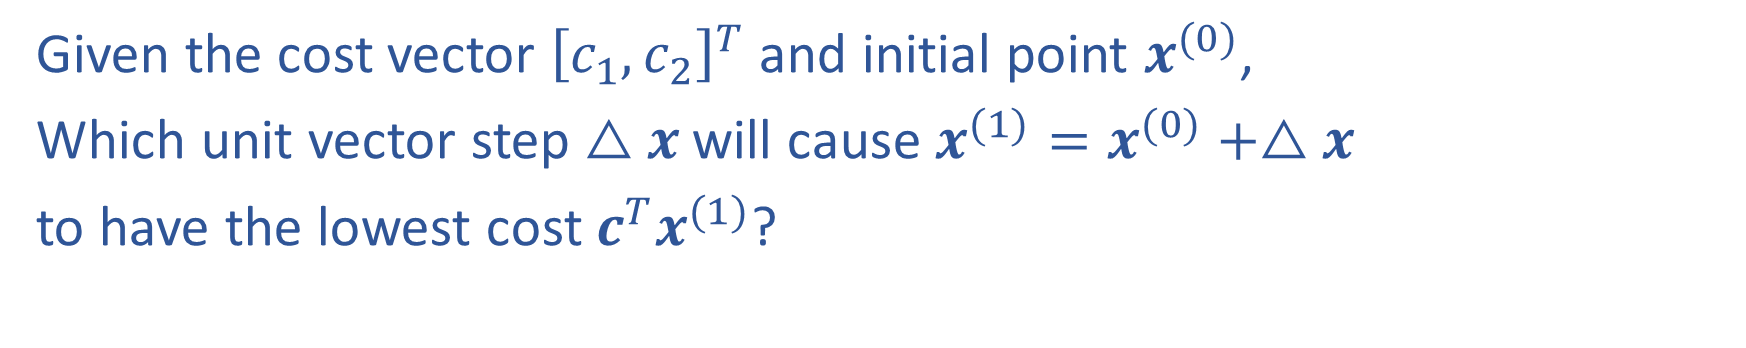 Given the cost vector [c₁, c₂]ᵀ and initial point x⁽⁰⁾,
Which unit vector step △ x will cause x⁽¹⁾ = x⁽⁰⁾ +△ x
to have the lowest cost cᵀx⁽¹⁾?